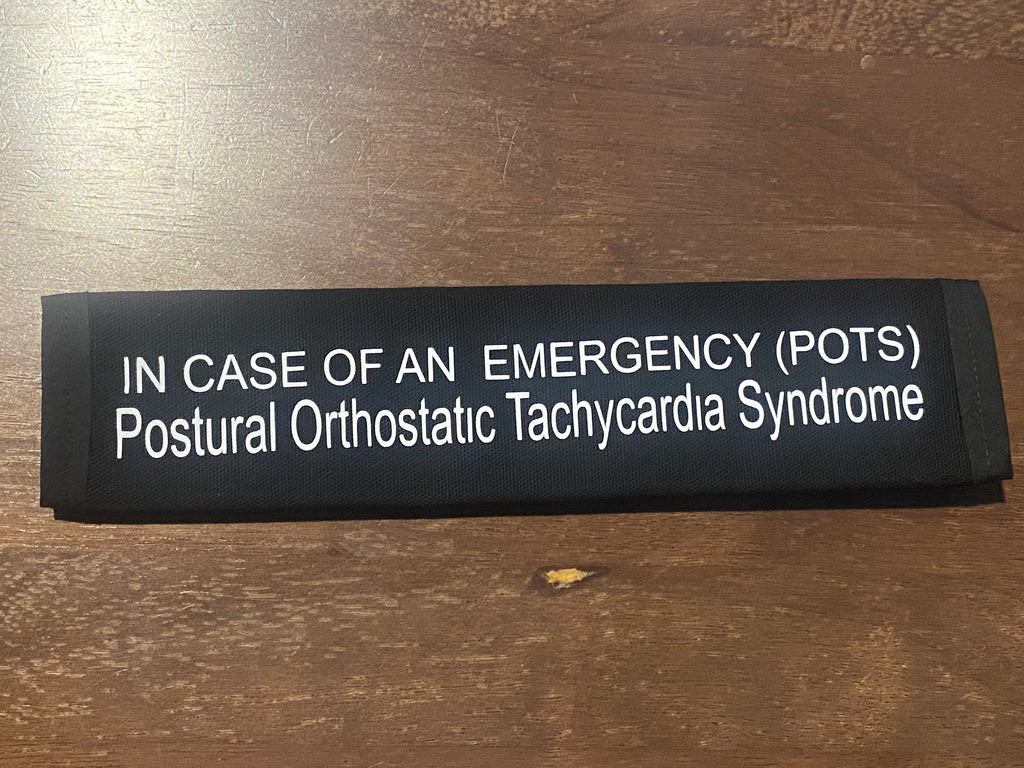 IN CASE OF AN EMERGENCY (POTS)
Postural Orthostatic Tachycardia Syndrome